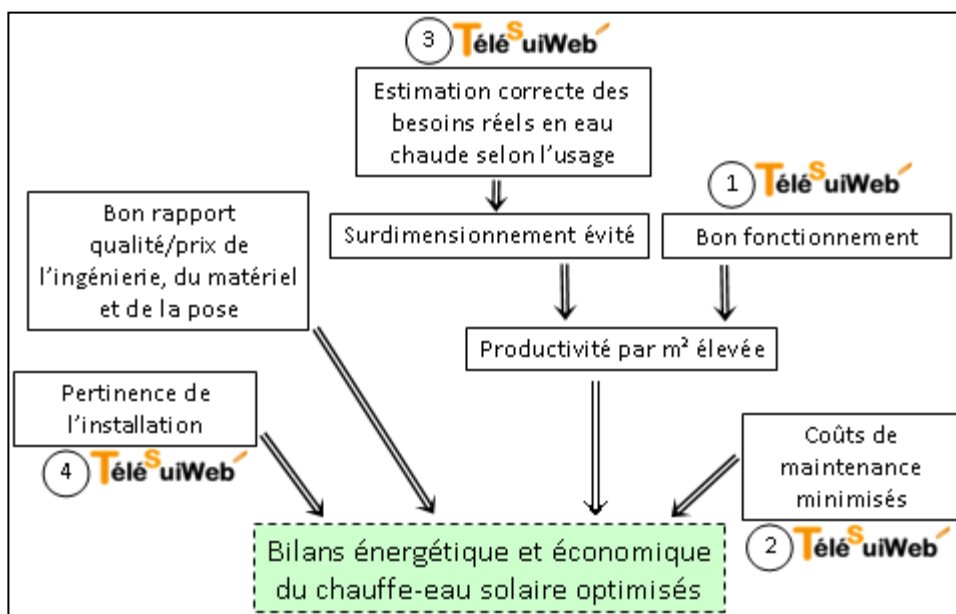 3 TéléSuiWeb
Estimation correcte des
besoins réels en eau
chaude selon l'usage
1 TéléSuiWeb
Bon rapport
qualité/prix de
l'ingénierie, du matériel
et de la pose
Surdimensionnement évité
Bon fonctionnement
Productivité par m² élevée
Pertinence de
l'installation
4 TéléSuiWeb
Coûts de
maintenance
minimisés
2 TéléSuiWeb
Bilans énergétique et économique
du chauffe-eau solaire optimisés